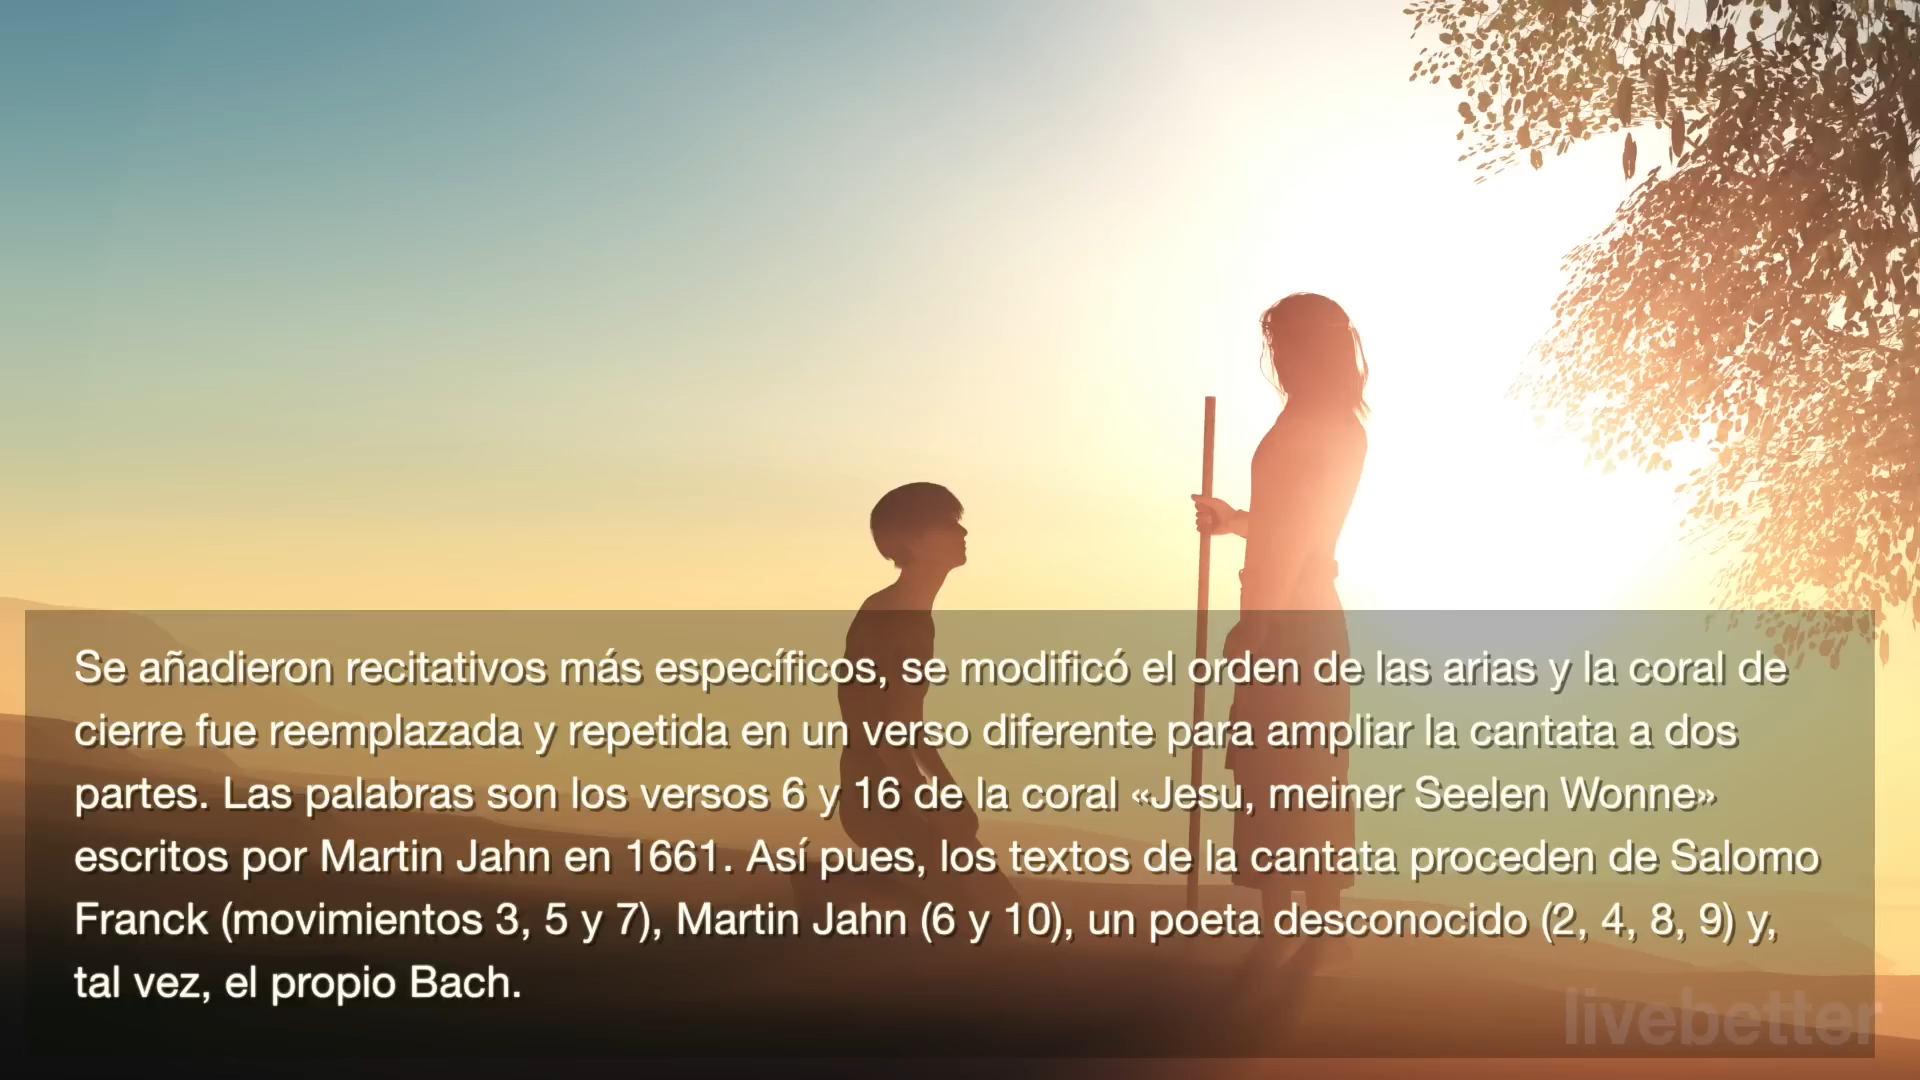 Se añadieron recitativos más específicos, se modificó el orden de las arias y la coral de
cierre fue reemplazada y repetida en un verso diferente para ampliar la cantata a dos
partes. Las palabras son los versos 6 y 16 de la coral «Jesu, meiner Seelen Wonne»
escritos por Martin Jahn en 1661. Así pues, los textos de la cantata proceden de Salomo
Franck (movimientos 3, 5 y 7), Martin Jahn (6 y 10), un poeta desconocido (2, 4, 8, 9) y,
tal vez, el propio Bach.
livebetter